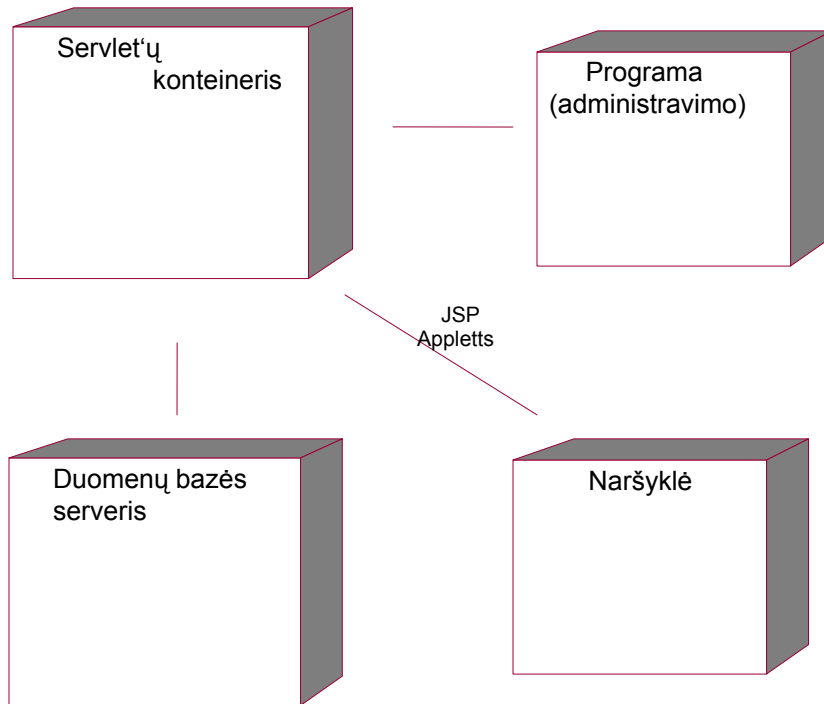 Servlet‘ų
konteineris
Programa
(administravimo)
JSP
Appletts
Duomenų bazės
serveris
Naršyklė